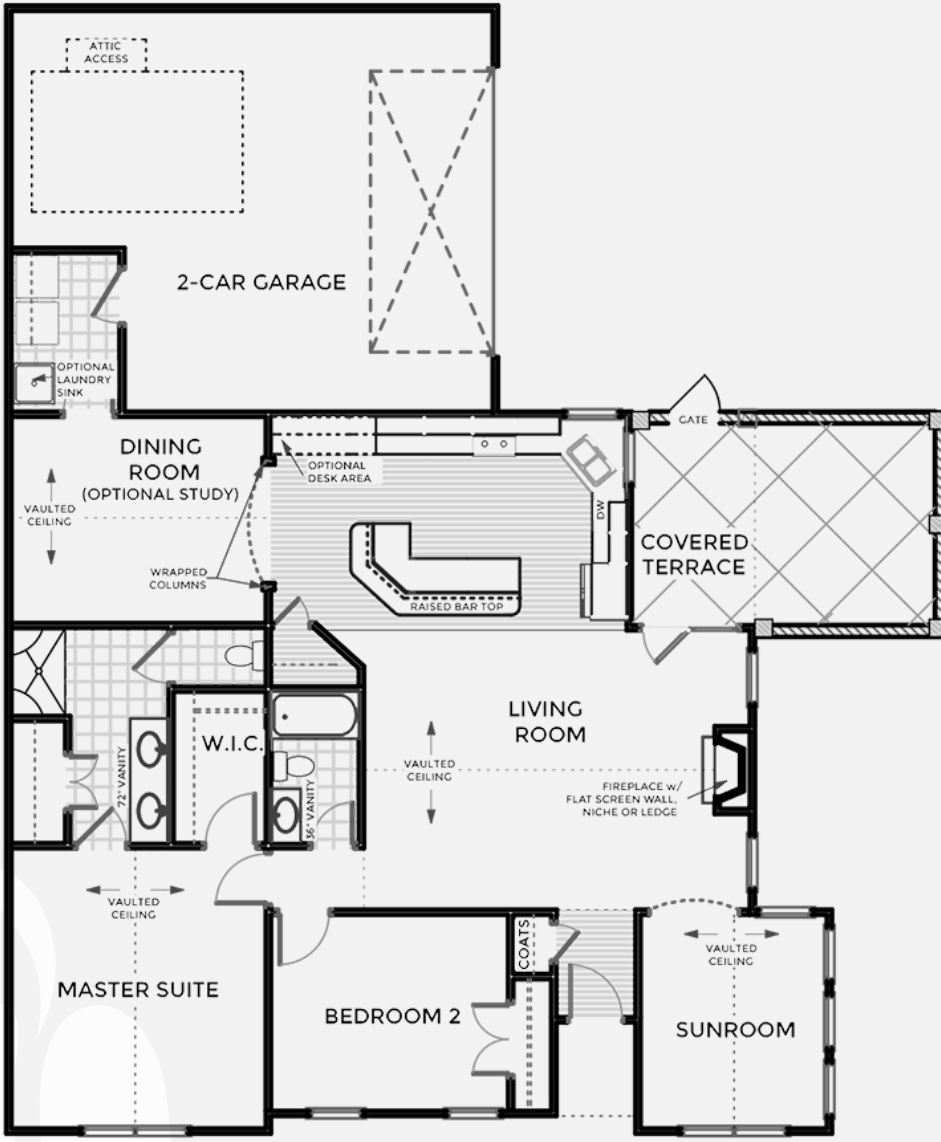 ATTIC
ACCESS
2-CAR GARAGE
OPTIONAL
LAUNDRY
SINK
DINING
ROOM
(OPTIONAL STUDY)
VAULTED
CEILING
WRAPPED
COLUMNS
OPTIONAL
DESK AREA
DW
RAISED BAR TOP
GATE
COVERED
TERRACE
W.I.C.
72" VANITY
36" VANITY
LIVING
ROOM
VAULTED
CEILING
FIREPLACE w/
FLAT SCREEN WALL,
NICHE OR LEDGE
VAULTED
CEILING
MASTER SUITE
BEDROOM 2
COATS
VAULTED
CEILING
SUNROOM